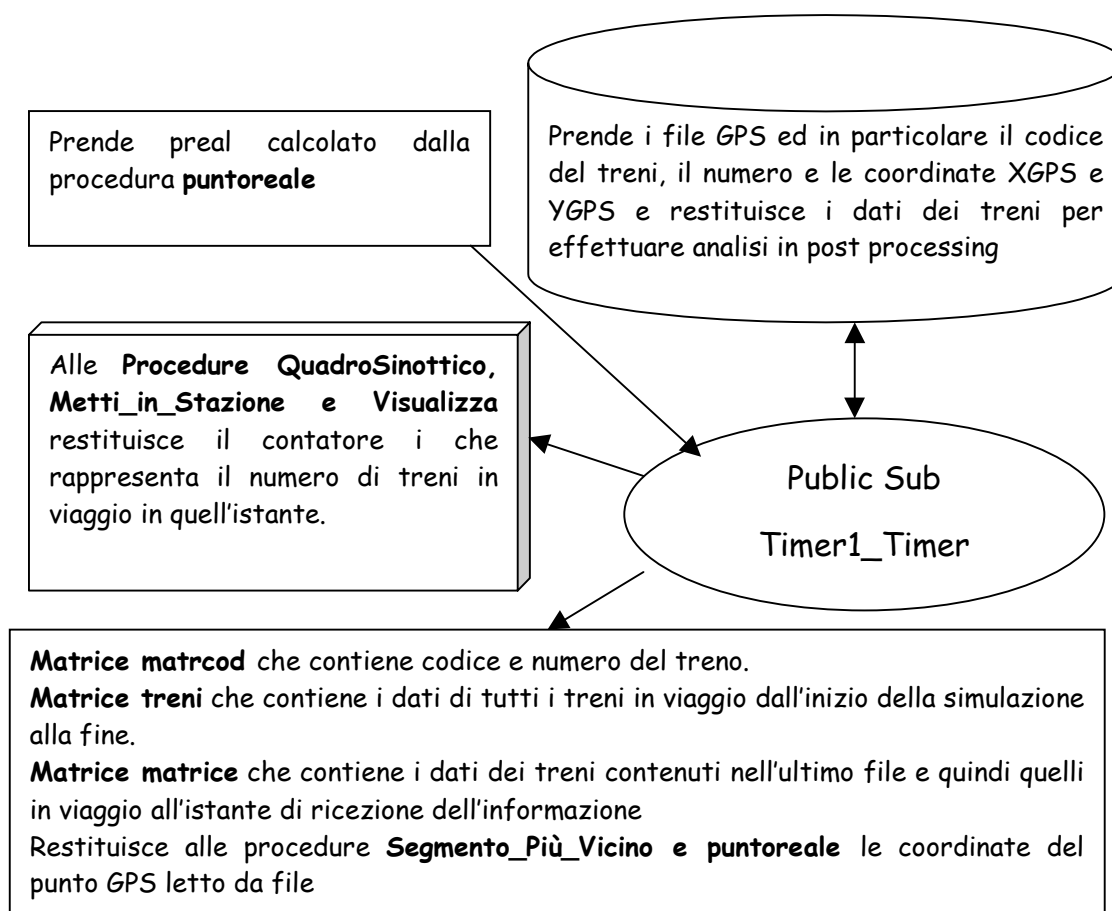 Prende preal calcolato dalla
procedura puntoreale
Prende i file GPS ed in particolare il codice
del treni, il numero e le coordinate XGPS e
YGPS e restituisce i dati dei treni per
effettuare analisi in post processing
Alle Procedure QuadroSinottico,
Metti_in_Stazione e Visualizza
restituisce il contatore i che
rappresenta il numero di treni in
viaggio in quell'istante.
Public Sub
Timer1_Timer
Matrice matrcod che contiene codice e numero del treno.
Matrice treni che contiene i dati di tutti i treni in viaggio dall'inizio della simulazione
alla fine.
Matrice matrice che contiene i dati dei treni contenuti nell'ultimo file e quindi quelli
in viaggio all'istante di ricezione dell'informazione
Restituisce alle procedure Segmento_Più_Vicino e puntoreale le coordinate del
punto GPS letto da file